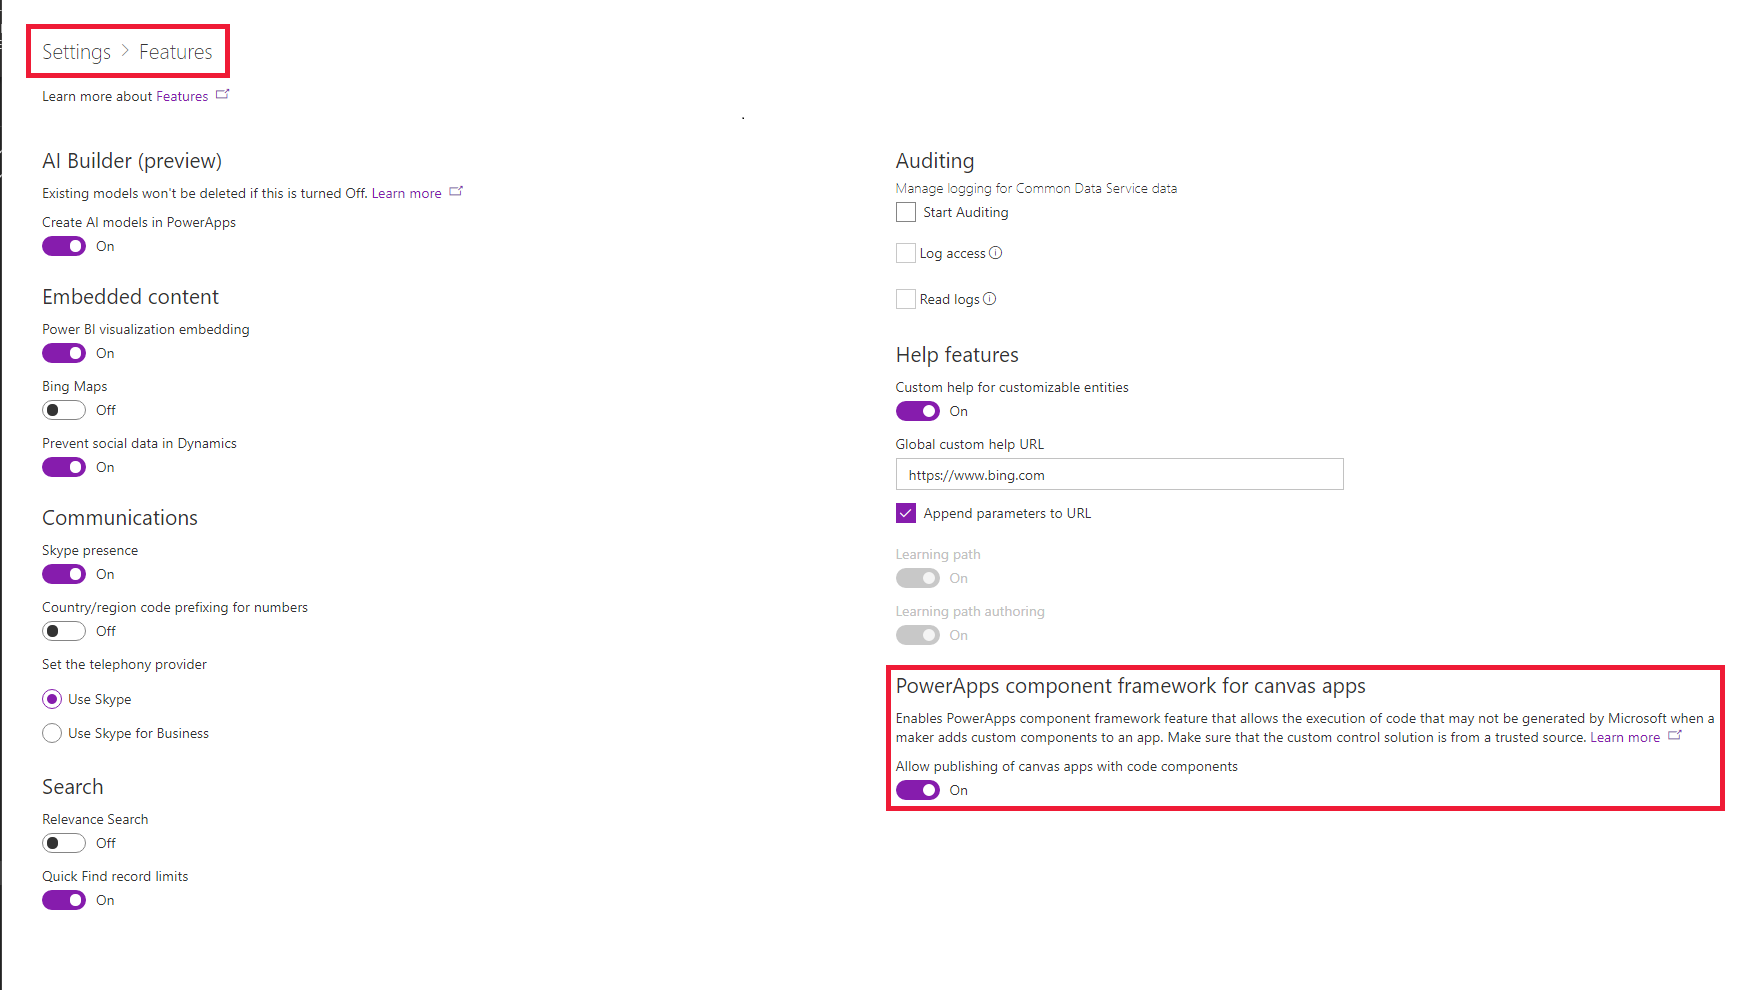 Settings > Features
Learn more about Features
AI Builder (preview)
Existing models won't be deleted if this is turned Off. Learn more
Create AI models in PowerApps
On
Embedded content
Power BI visualization embedding
On
Bing Maps
Off
Prevent social data in Dynamics
On
Communications
Skype presence
On
Country/region code prefixing for numbers
Off
Set the telephony provider
Use Skype
Use Skype for Business
Search
Relevance Search
Off
Quick Find record limits
On
Auditing
Manage logging for Common Data Service data
Start Auditing
Log access
Read logs
Help features
Custom help for customizable entities
On
Global custom help URL
https://www.bing.com
Append parameters to URL
Learning path
On
Learning path authoring
On
PowerApps component framework for canvas apps
Enables PowerApps component framework feature that allows the execution of code that may not be generated by Microsoft when a
maker adds custom components to an app. Make sure that the custom control solution is from a trusted source. Learn more
Allow publishing of canvas apps with code components
On